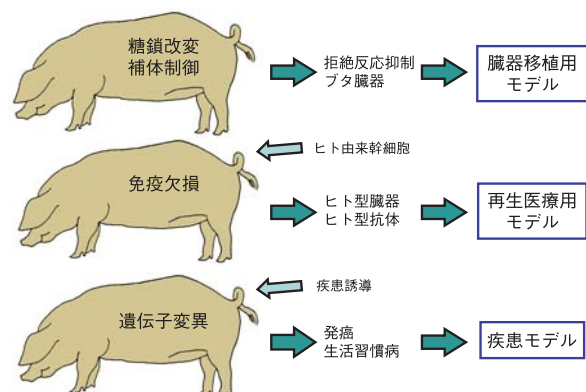 糖鎖改変
補体制御
拒絶反応抑制
ブタ臓器
臓器移植用
モデル
ヒト由来幹細胞
免疫欠損
ヒト型臓器
ヒト型抗体
再生医療用
モデル
疾患誘導
遺伝子変異
発癌
生活習慣病
疾患モデル